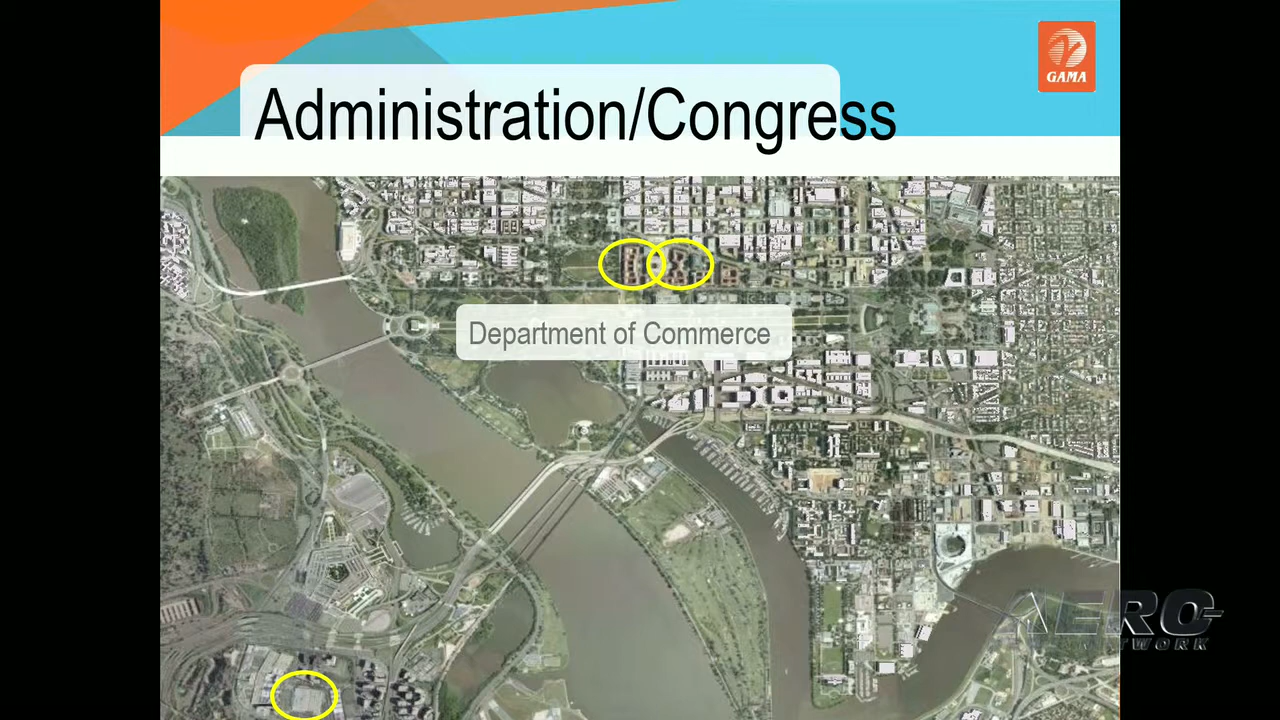 GAMA
Administration/Congress
Department of Commerce
AERO
NETWORK